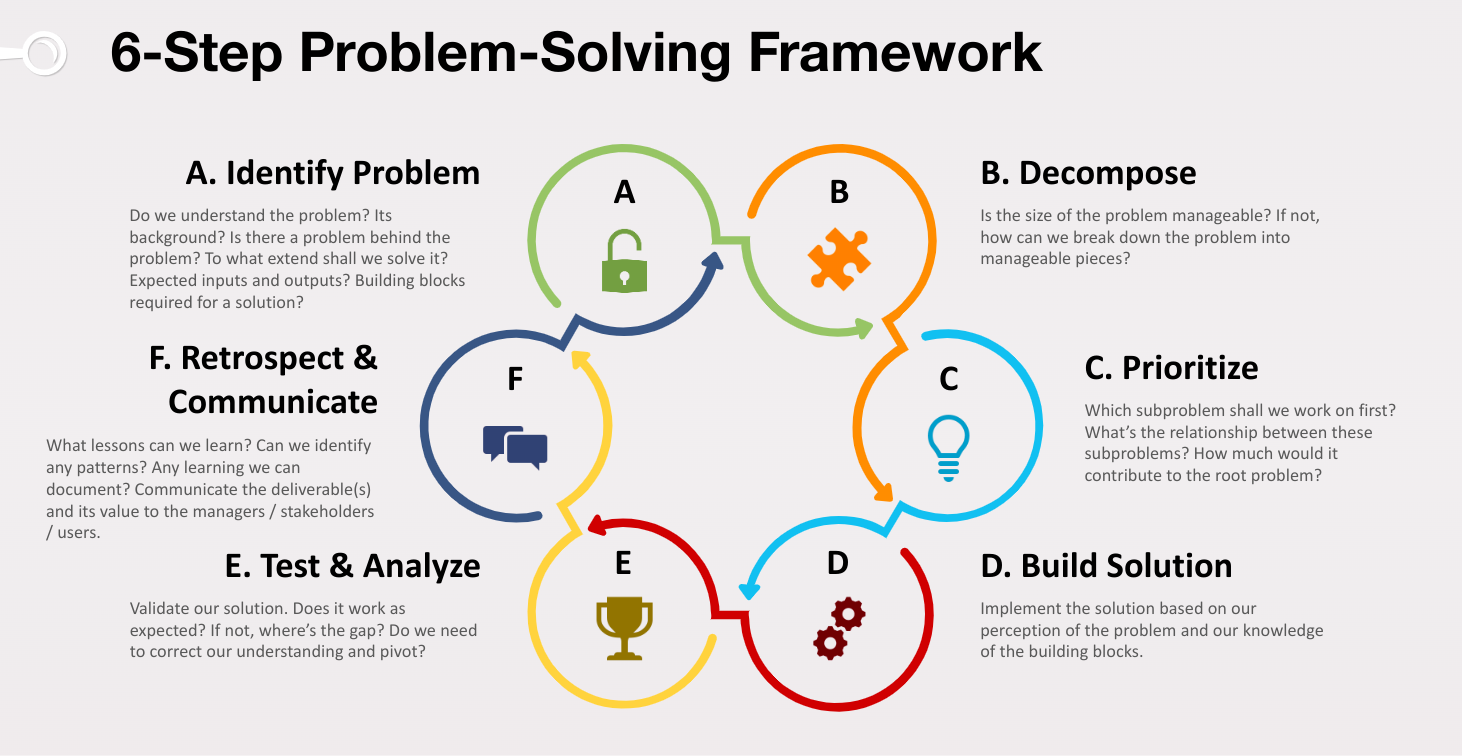 6-Step Problem-Solving Framework
A. Identify Problem
Do we understand the problem? Its
background? Is there a problem behind the
problem? To what extend shall we solve it?
Expected inputs and outputs? Building blocks
required for a solution?
A
B
B. Decompose
Is the size of the problem manageable? If not,
how can we break down the problem into
manageable pieces?
C
C. Prioritize
Which subproblem shall we work on first?
What’s the relationship between these
subproblems? How much would it
contribute to the root problem?
D
D. Build Solution
Implement the solution based on our
perception of the problem and our knowledge
of the building blocks.
E. Test & Analyze
Validate our solution. Does it work as
expected? If not, where’s the gap? Do we need
to correct our understanding and pivot?
E
F. Retrospect &
Communicate
What lessons can we learn? Can we identify
any patterns? Any learning we can
document? Communicate the deliverable(s)
and its value to the managers / stakeholders
/ users.
F